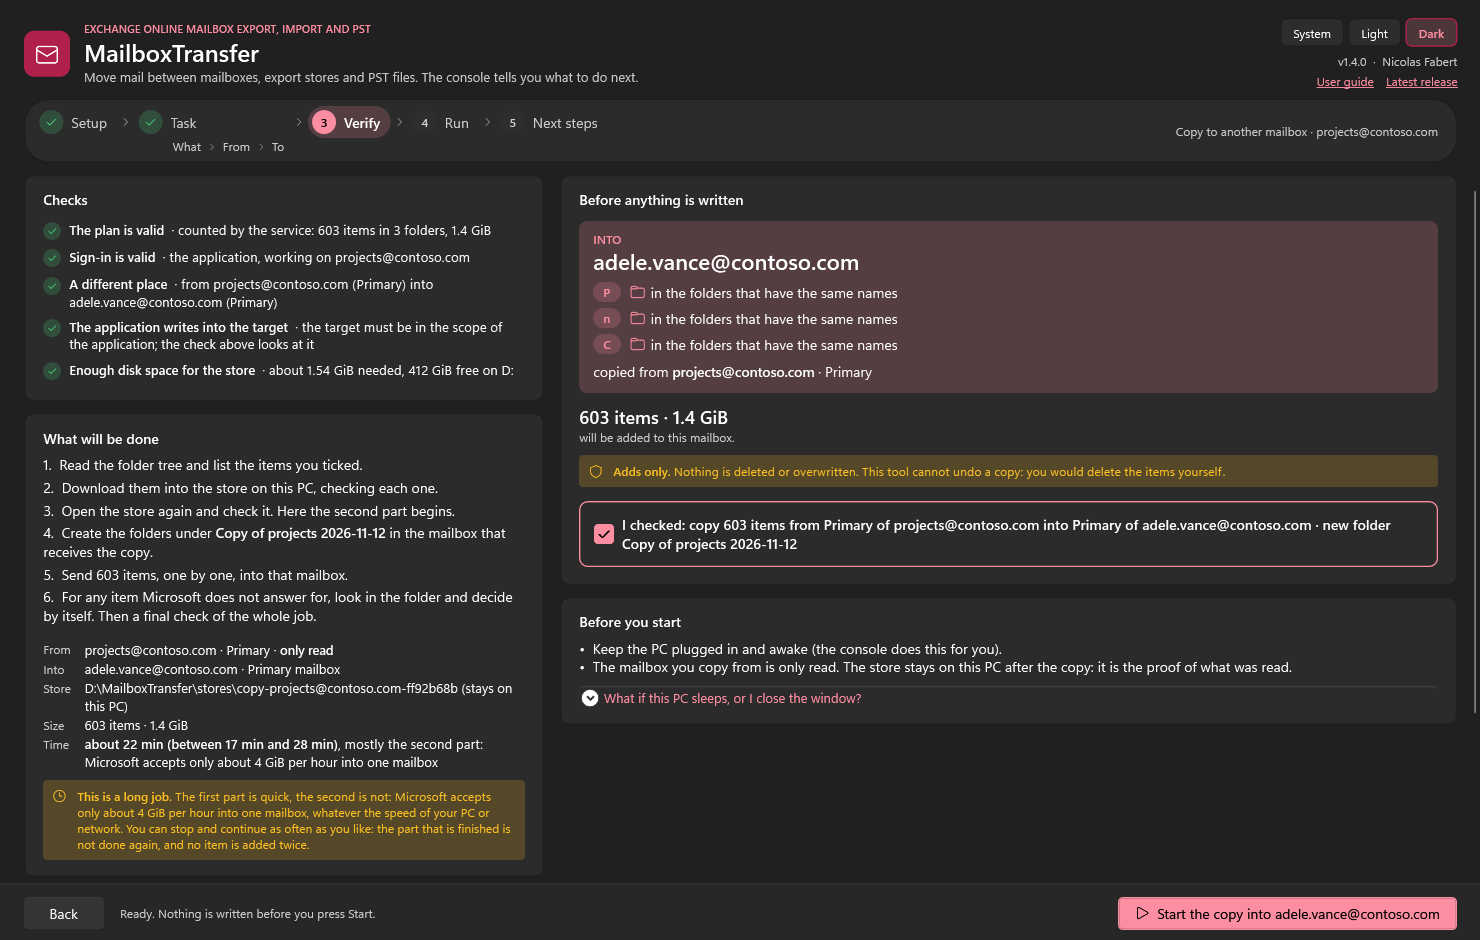 EXCHANGE ONLINE MAILBOX EXPORT, IMPORT AND PST
MailboxTransfer
Move mail between mailboxes, export stores and PST files. The console tells you what to do next.
System
Light
Dark
v1.4.0 · Nicolas Fabert
User guide
Latest release
Setup
Task
What
From
To
3 Verify
4 Run
5 Next steps
Copy to another mailbox · projects@contoso.com
Checks
The plan is valid · counted by the service: 603 items in 3 folders, 1.4 GiB
Sign-in is valid · the application, working on projects@contoso.com
A different place · from projects@contoso.com (Primary) into
adele.vance@contoso.com (Primary)
The application writes into the target · the target must be in the scope of
the application; the check above looks at it
Enough disk space for the store · about 1.54 GiB needed, 412 GiB free on D:
What will be done
1. Read the folder tree and list the items you ticked.
2. Download them into the store on this PC, checking each one.
3. Open the store again and check it. Here the second part begins.
4. Create the folders under Copy of projects 2026-11-12 in the mailbox that
receives the copy.
5. Send 603 items, one by one, into that mailbox.
6. For any item Microsoft does not answer for, look in the folder and decide
by itself. Then a final check of the whole job.
From projects@contoso.com · Primary · only read
Into adele.vance@contoso.com · Primary mailbox
Store D:\MailboxTransfer\stores\copy-projects@contoso.com-ff92b68b (stays on
this PC)
Size 603 items · 1.4 GiB
Time about 22 min (between 17 min and 28 min), mostly the second part:
Microsoft accepts only about 4 GiB per hour into one mailbox
This is a long job. The first part is quick, the second is not: Microsoft accepts
only about 4 GiB per hour into one mailbox, whatever the speed of your PC or
network. You can stop and continue as often as you like: the part that is finished is
not done again, and no item is added twice.
Before anything is written
INTO
adele.vance@contoso.com
P in the folders that have the same names
n in the folders that have the same names
C in the folders that have the same names
copied from projects@contoso.com · Primary
603 items · 1.4 GiB
will be added to this mailbox.
Adds only. Nothing is deleted or overwritten. This tool cannot undo a copy: you would delete the items yourself.
I checked: copy 603 items from Primary of projects@contoso.com into Primary of adele.vance@contoso.com · new folder
Copy of projects 2026-11-12
Before you start
• Keep the PC plugged in and awake (the console does this for you).
• The mailbox you copy from is only read. The store stays on this PC after the copy: it is the proof of what was read.
What if this PC sleeps, or I close the window?
Back
Ready. Nothing is written before you press Start.
Start the copy into adele.vance@contoso.com